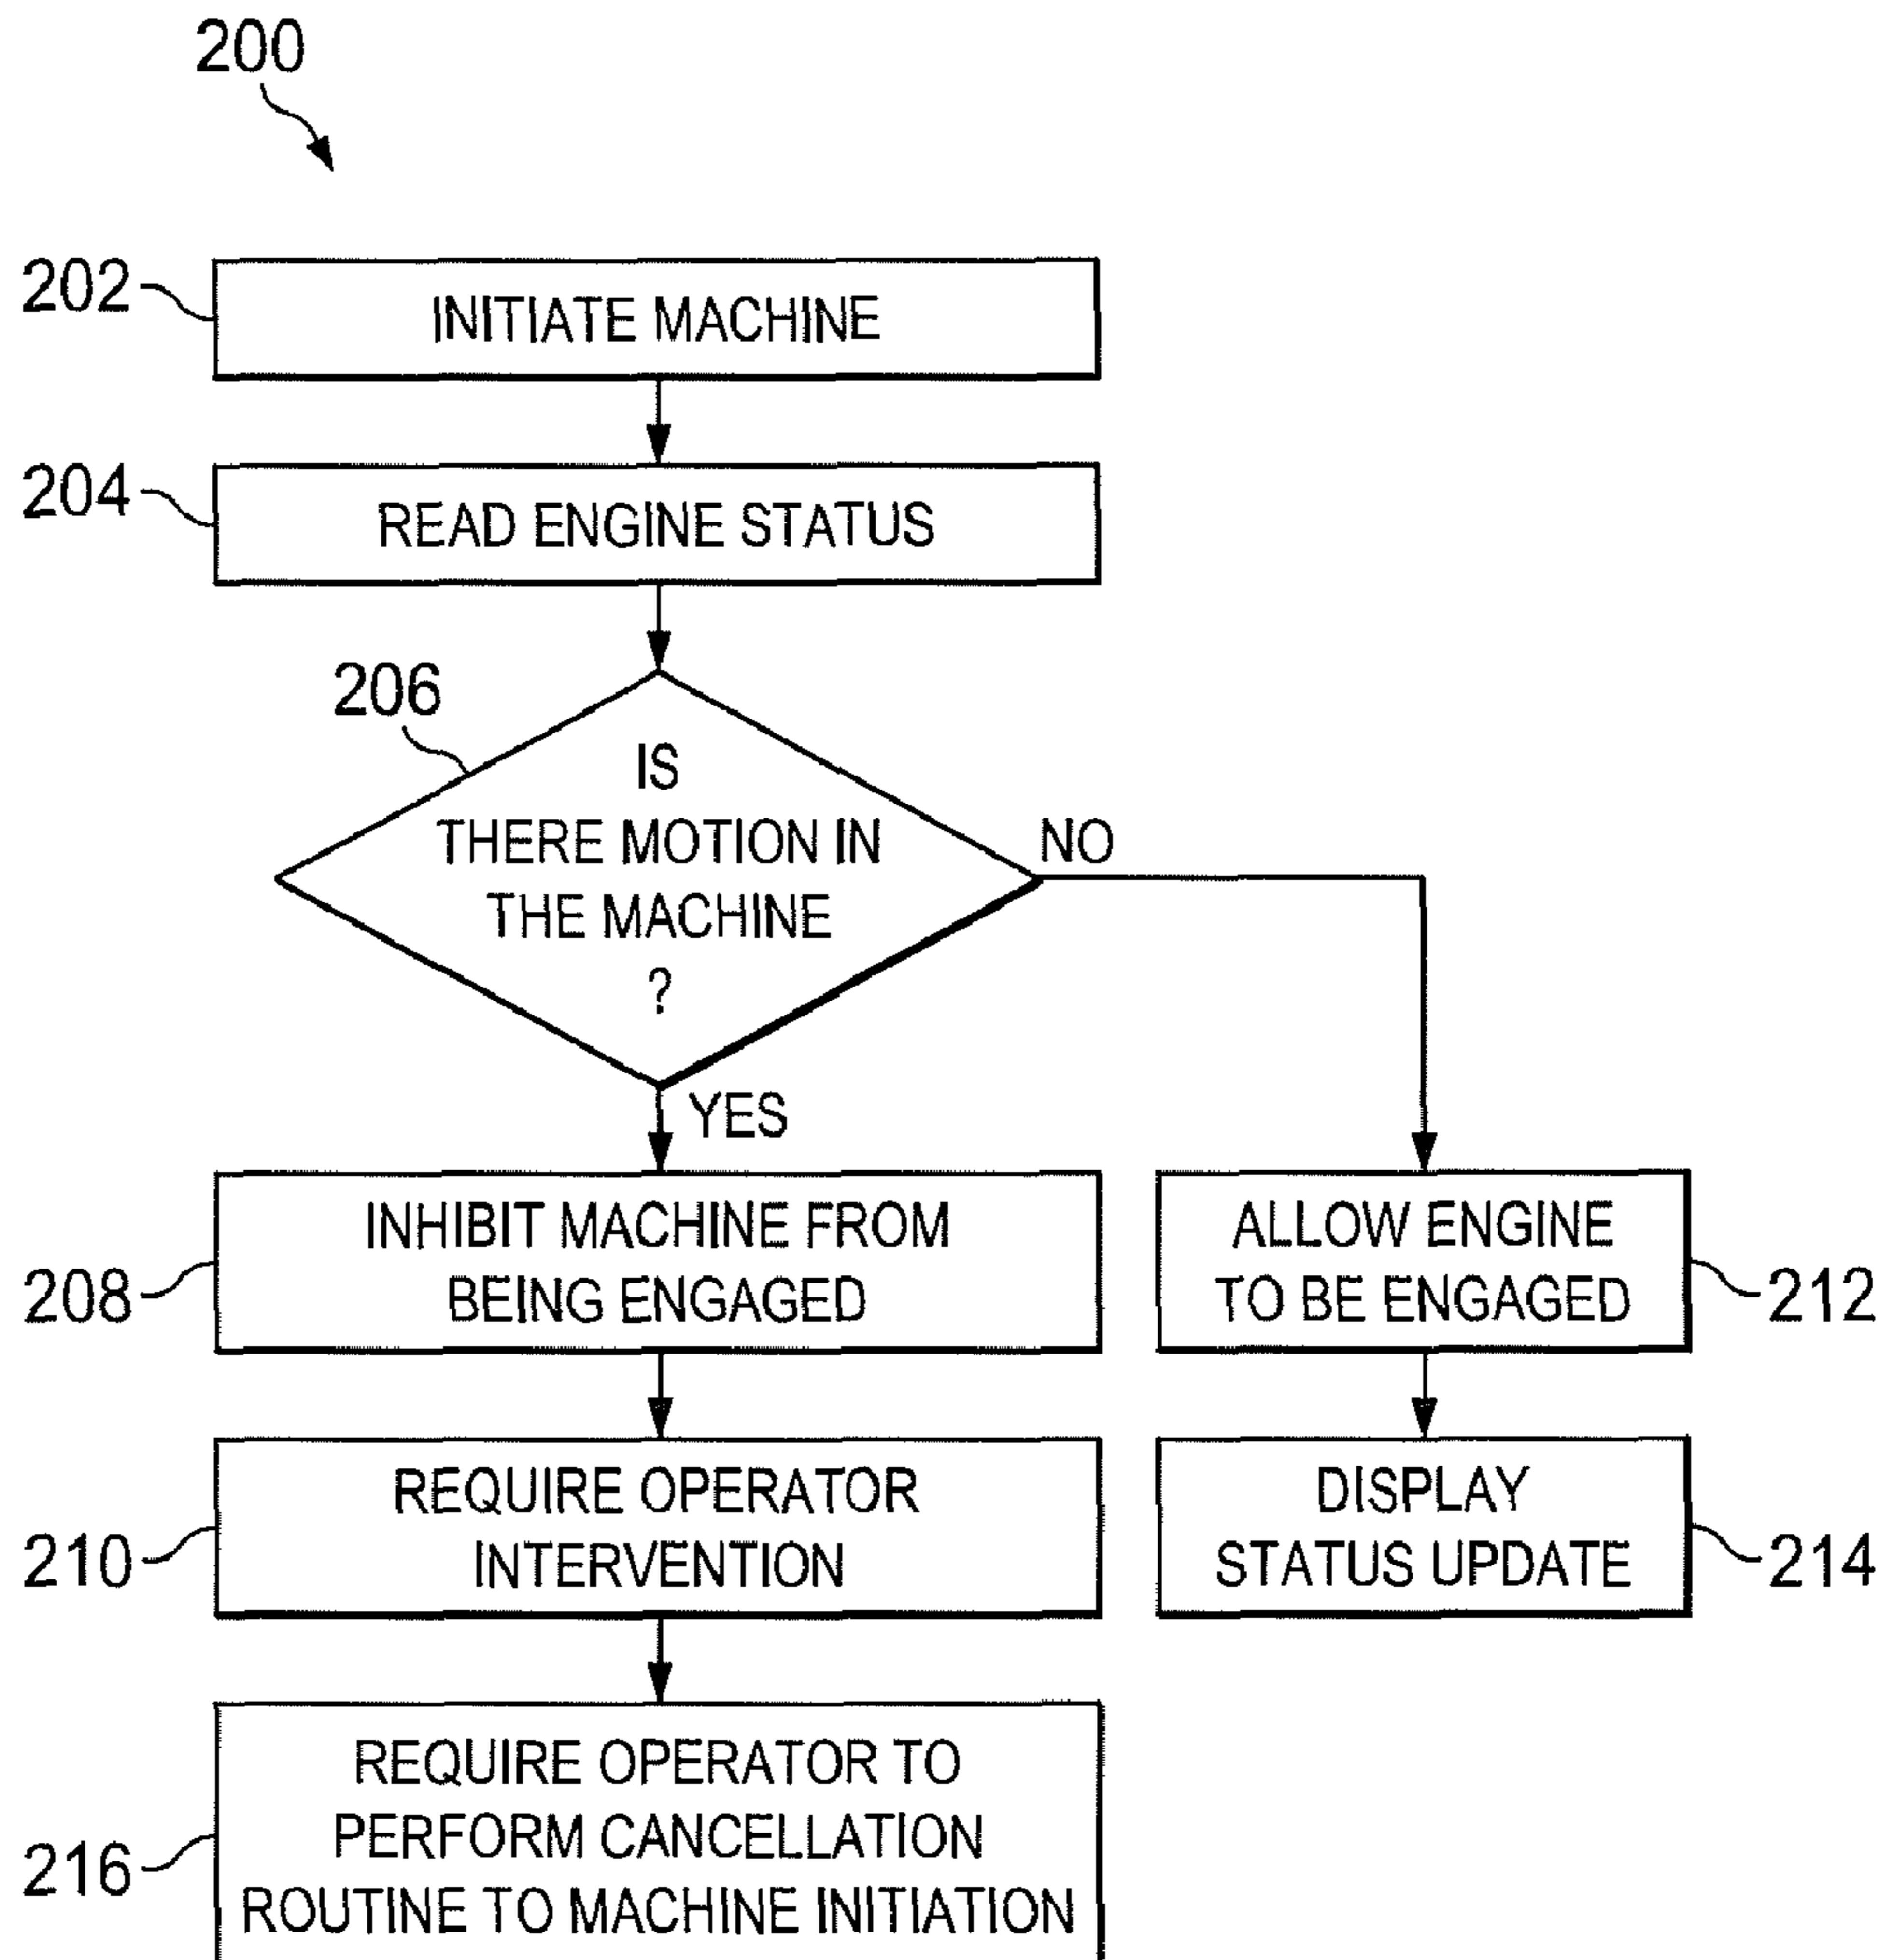 200
202
INITIATE MACHINE
204
READ ENGINE STATUS
206
IS
THERE MOTION IN
THE MACHINE
?
NO
YES
208
INHIBIT MACHINE FROM
BEING ENGAGED
ALLOW ENGINE
TO BE ENGAGED
212
210
REQUIRE OPERATOR
INTERVENTION
DISPLAY
STATUS UPDATE
214
216
REQUIRE OPERATOR TO
PERFORM CANCELLATION
ROUTINE TO MACHINE INITIATION